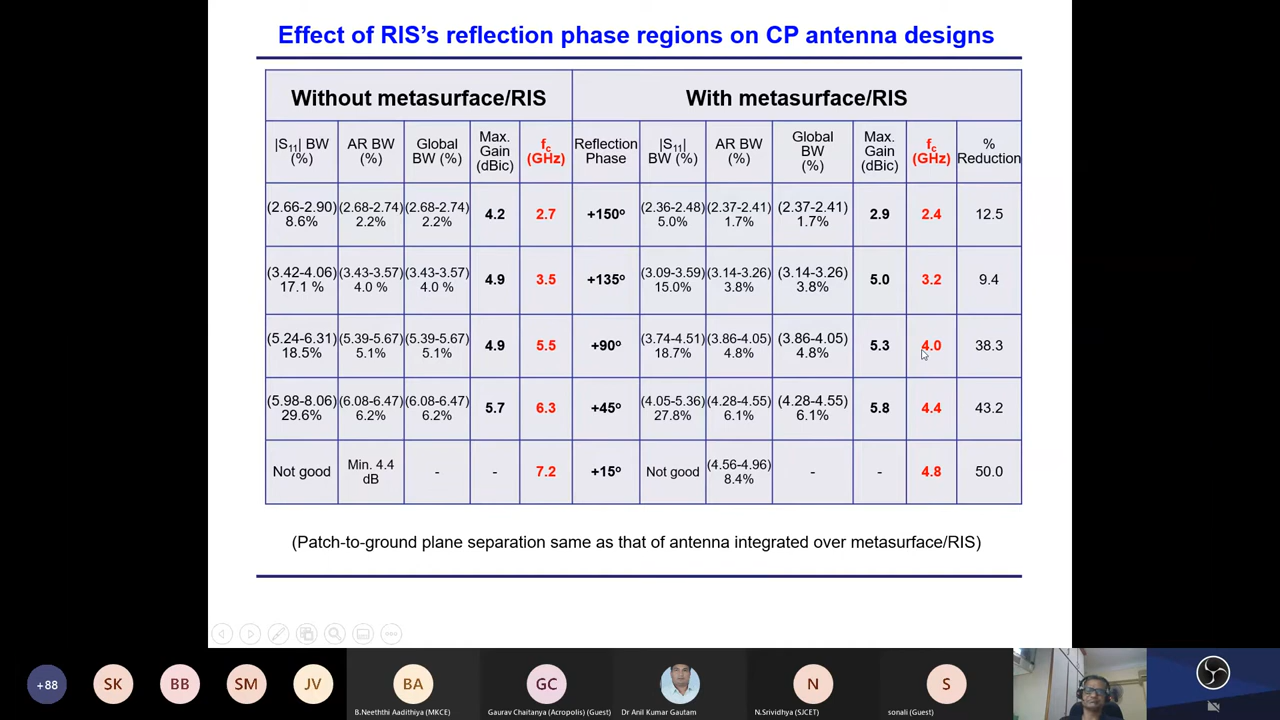 Effect of RIS's reflection phase regions on CP antenna designs
Without metasurface/RIS
With metasurface/RIS
|S11| BW (%)
AR BW (%)
Global BW (%)
Max. Gain (dBic)
fc (GHz)
Reflection Phase
|S11| BW (%)
AR BW (%)
Global BW (%)
Max. Gain (dBic)
fc (GHz)
% Reduction
(2.66-2.90) 8.6%
(2.68-2.74) 2.2%
(2.68-2.74) 2.2%
4.2
2.7
+150º
(2.36-2.48) 5.0%
(2.37-2.41) 1.7%
(2.37-2.41) 1.7%
2.9
2.4
12.5
(3.42-4.06) 17.1 %
(3.43-3.57) 4.0 %
(3.43-3.57) 4.0 %
4.9
3.5
+135º
(3.09-3.59) 15.0%
(3.14-3.26) 3.8%
(3.14-3.26) 3.8%
5.0
3.2
9.4
(5.24-6.31) 18.5%
(5.39-5.67) 5.1%
(5.39-5.67) 5.1%
4.9
5.5
+90º
(3.74-4.51) 18.7%
(3.86-4.05) 4.8%
(3.86-4.05) 4.8%
5.3
4.0
38.3
(5.98-8.06) 29.6%
(6.08-6.47) 6.2%
(6.08-6.47) 6.2%
5.7
6.3
+45º
(4.05-5.36) 27.8%
(4.28-4.55) 6.1%
(4.28-4.55) 6.1%
5.8
4.4
43.2
Not good
Min. 4.4 dB
-
-
7.2
+15º
Not good
(4.56-4.96) 8.4%
-
-
4.8
50.0
(Patch-to-ground plane separation same as that of antenna integrated over metasurface/RIS)
+88
SK
BB
SM
JV
BA
B.Neeththi Aadithiya (MKCE)
GC
Gaurav Chaitanya (Acropolis) (Guest)
Dr Anil Kumar Gautam
N
N.Srividhya (SJCET)
S
sonali (Guest)